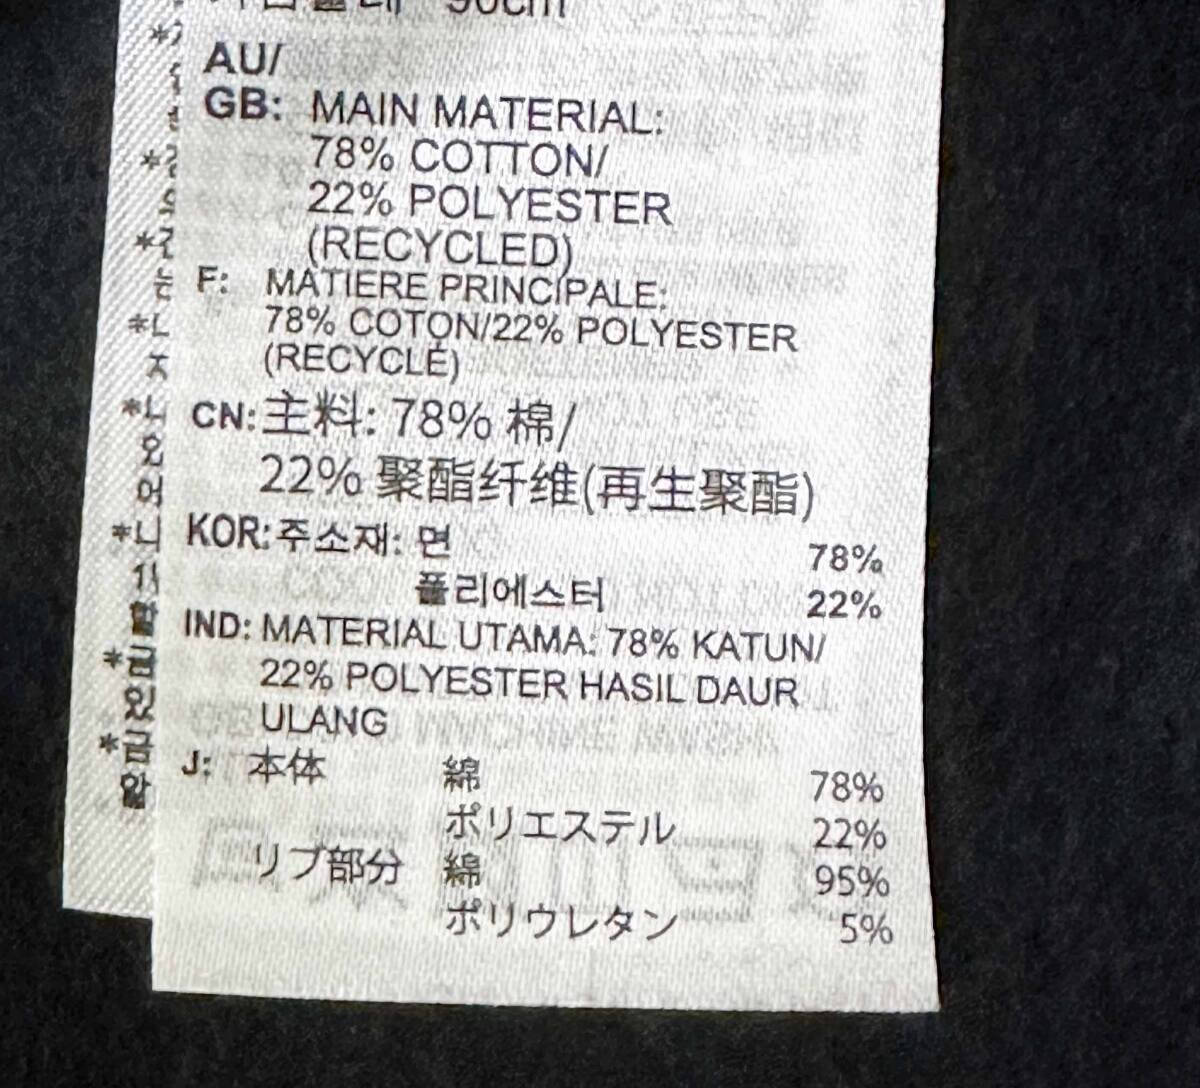 90cm
AU/
GB: MAIN MATERIAL:
78% COTTON/
22% POLYESTER
(RECYCLED)
F: MATIERE PRINCIPALE:
78% COTON/22% POLYESTER
(RECYCLÉ)
CN:主料: 78% 棉/
22% 聚酯纤维(再生聚酯)
KOR:주소재: 면 78%
폴리에스터 22%
IND: MATERIAL UTAMA: 78% KATUN/
22% POLYESTER HASIL DAUR
ULANG
J: 本体 綿 78%
ポリエステル 22%
リブ部分 綿 95%
ポリウレタン 5%